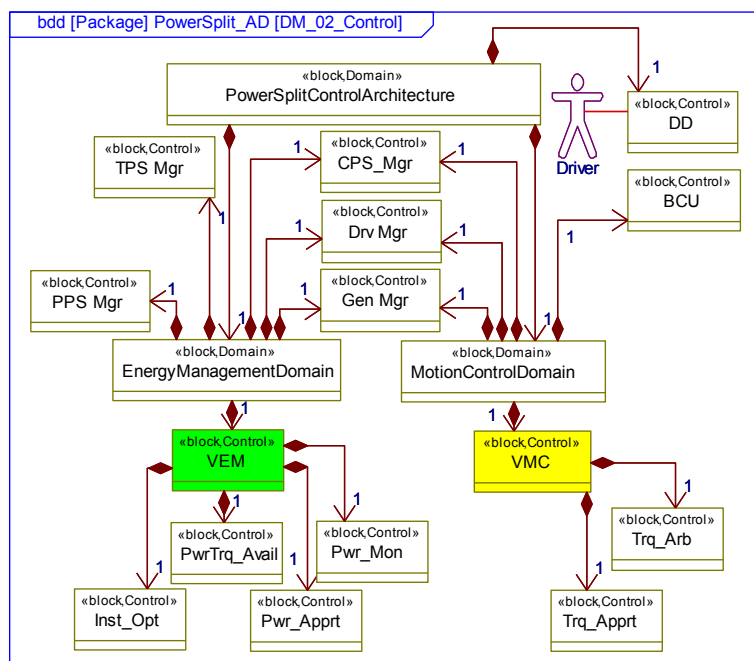 bdd [Package] PowerSplit_AD [DM_02_Control]
«block,Domain»
PowerSplitControlArchitecture
1
«block,Control»
DD
Driver
«block,Control»
TPS Mgr
1
«block,Control»
CPS_Mgr
1
1
«block,Control»
BCU
1
«block,Control»
Drv Mgr
1
1
«block,Control»
PPS Mgr
1
«block,Control»
Gen Mgr
1
1
1
1
«block,Domain»
EnergyManagementDomain
«block,Domain»
MotionControlDomain
1
1
«block,Control»
VEM
«block,Control»
VMC
1
1
1
«block,Control»
PwrTrq_Avail
«block,Control»
Pwr_Mon
«block,Control»
Trq_Arb
1
1
1
«block,Control»
Inst_Opt
«block,Control»
Pwr_Apprt
«block,Control»
Trq_Apprt